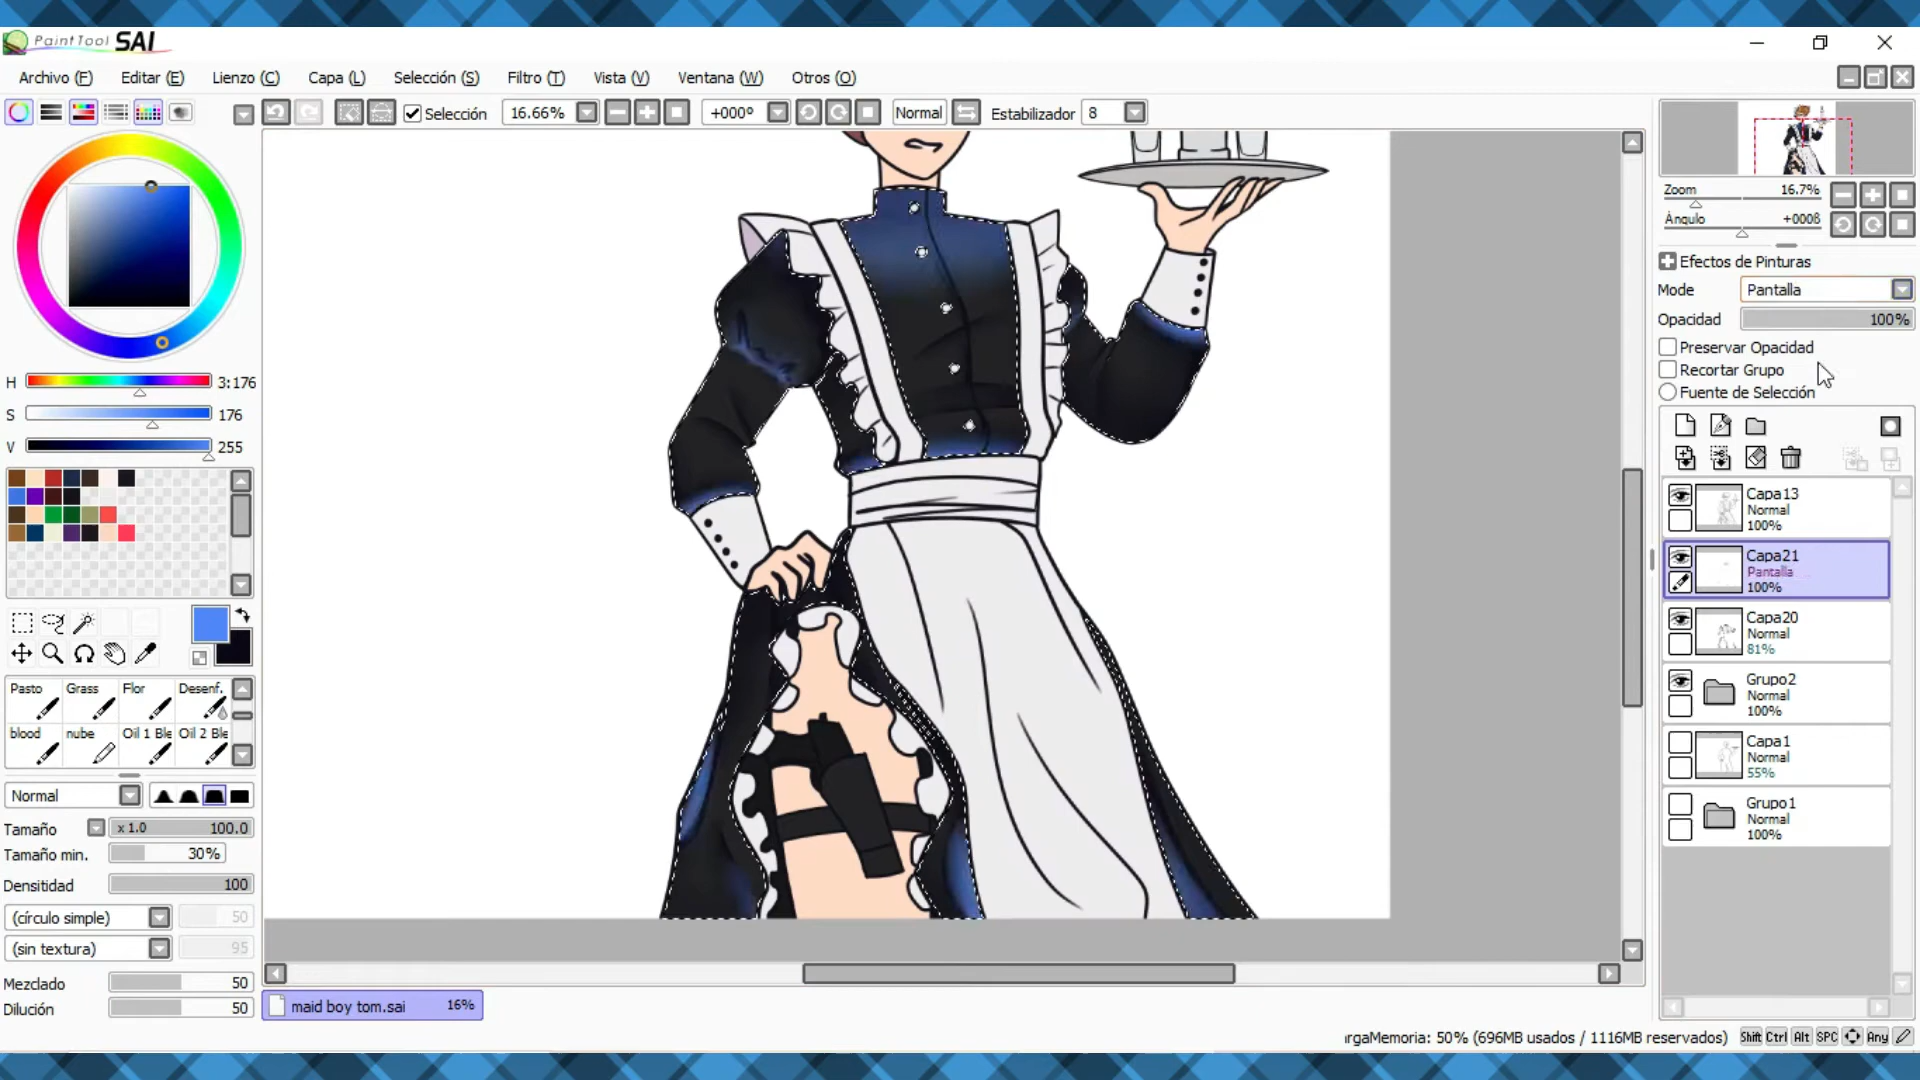 PaintTool SAI
Archivo (F) Editar (E) Lienzo (C) Capa (L) Selección (S) Filtro (T) Vista (V) Ventana (W) Otros (O)
Selección 16.66% +000º Normal Estabilizador 8
Zoom 16.7%
Ángulo +000ß
Efectos de Pinturas
Mode Pantalla
Opacidad 100%
Preservar Opacidad
Recortar Grupo
Fuente de Selección
H 3:176
S 176
V 255
Capa13
Normal
100%
Capa21
Pantalla
100%
Capa20
Normal
81%
Grupo2
Normal
100%
Capa1
Normal
55%
Grupo1
Normal
100%
Pasto Grass Flor Desenf.
blood nube Oil 1 Ble Oil 2 Ble
Normal
Tamaño x 1.0 100.0
Tamaño min. 30%
Densitidad 100
(círculo simple) 50
(sin textura) 95
Mezclado 50
Dilución 50
maid boy tom.sai 16%
ırgaMemoria: 50% (696MB usados / 1116MB reservados) Shift Ctrl Alt SPC Any